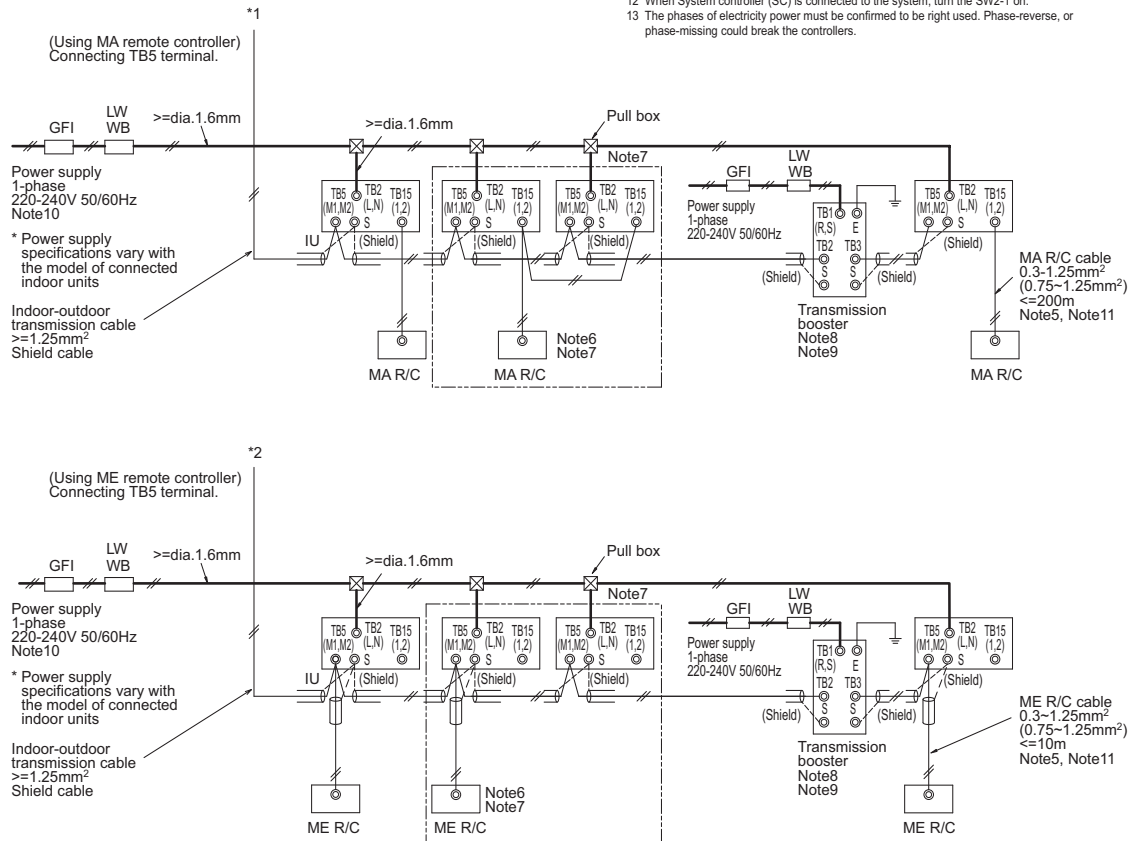 12 When System controller (SC) is connected to the system, turn the SW2-1 on.
13 The phases of electricity power must be confirmed to be right used. Phase-reverse, or
phase-missing could break the controllers.
*1
(Using MA remote controller)
Connecting TB5 terminal.
GFI
LW
WB
>=dia.1.6mm
>=dia.1.6mm
Pull box
Note7
Power supply
1-phase
220-240V 50/60Hz
Note10
* Power supply
specifications vary with
the model of connected
indoor units
Indoor-outdoor
transmission cable
>=1.25mm²
Shield cable
IU
TB5
(M1,M2)
TB2
(L,N)
TB15
(1,2)
S
(Shield)
MA R/C
TB5
(M1,M2)
TB2
(L,N)
TB15
(1,2)
S
(Shield)
MA R/C
Note6
Note7
TB5
(M1,M2)
TB2
(L,N)
TB15
(1,2)
S
(Shield)
GFI
LW
WB
Power supply
1-phase
220-240V 50/60Hz
TB1
(R,S)
E
TB2
TB3
S
S
(Shield)
(Shield)
Transmission
booster
Note8
Note9
TB5
(M1,M2)
TB2
(L,N)
TB15
(1,2)
S
(Shield)
MA R/C cable
0.3-1.25mm²
(0.75~1.25mm²)
<=200m
Note5, Note11
MA R/C
*2
(Using ME remote controller)
Connecting TB5 terminal.
GFI
LW
WB
>=dia.1.6mm
>=dia.1.6mm
Pull box
Note7
Power supply
1-phase
220-240V 50/60Hz
Note10
* Power supply
specifications vary with
the model of connected
indoor units
Indoor-outdoor
transmission cable
>=1.25mm²
Shield cable
IU
TB5
(M1,M2)
TB2
(L,N)
TB15
(1,2)
S
(Shield)
ME R/C
TB5
(M1,M2)
TB2
(L,N)
TB15
(1,2)
S
(Shield)
ME R/C
Note6
Note7
TB5
(M1,M2)
TB2
(L,N)
TB15
(1,2)
S
(Shield)
GFI
LW
WB
Power supply
1-phase
220-240V 50/60Hz
TB1
(R,S)
E
TB2
TB3
S
S
(Shield)
(Shield)
Transmission
booster
Note8
Note9
TB5
(M1,M2)
TB2
(L,N)
TB15
(1,2)
S
(Shield)
ME R/C cable
0.3~1.25mm²
(0.75~1.25mm²)
<=10m
Note5, Note11
ME R/C